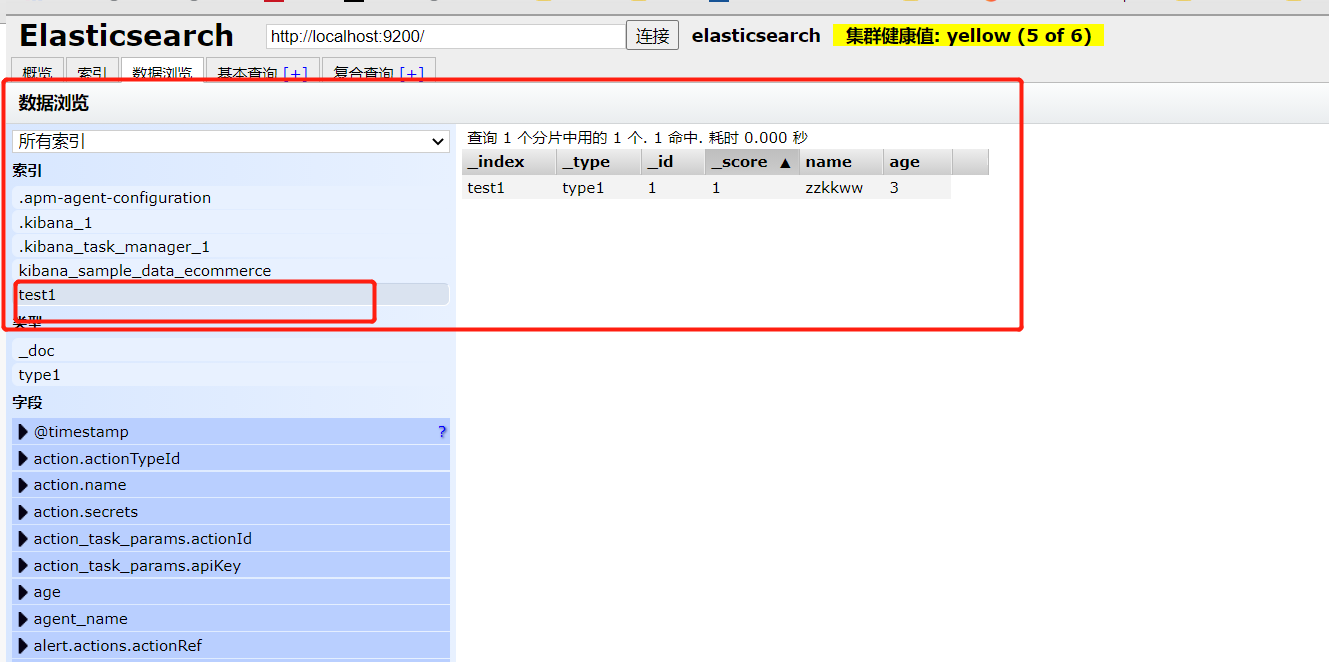 Elasticsearch http://localhost:9200/ 连接 elasticsearch 集群健康值: yellow (5 of 6)
概览 索引 数据浏览 基本查询 [+] 复合查询 [+]
数据浏览
所有索引
索引
.apm-agent-configuration
.kibana_1
.kibana_task_manager_1
kibana_sample_data_ecommerce
test1
类型
_doc
type1
字段
@timestamp ?
action.actionTypeId
action.name
action.secrets
action_task_params.actionId
action_task_params.apiKey
age
agent_name
alert.actions.actionRef
查询 1 个分片中用的 1 个. 1 命中. 耗时 0.000 秒
_index _type _id _score ▲ name age
test1 type1 1 1 zzkkww 3